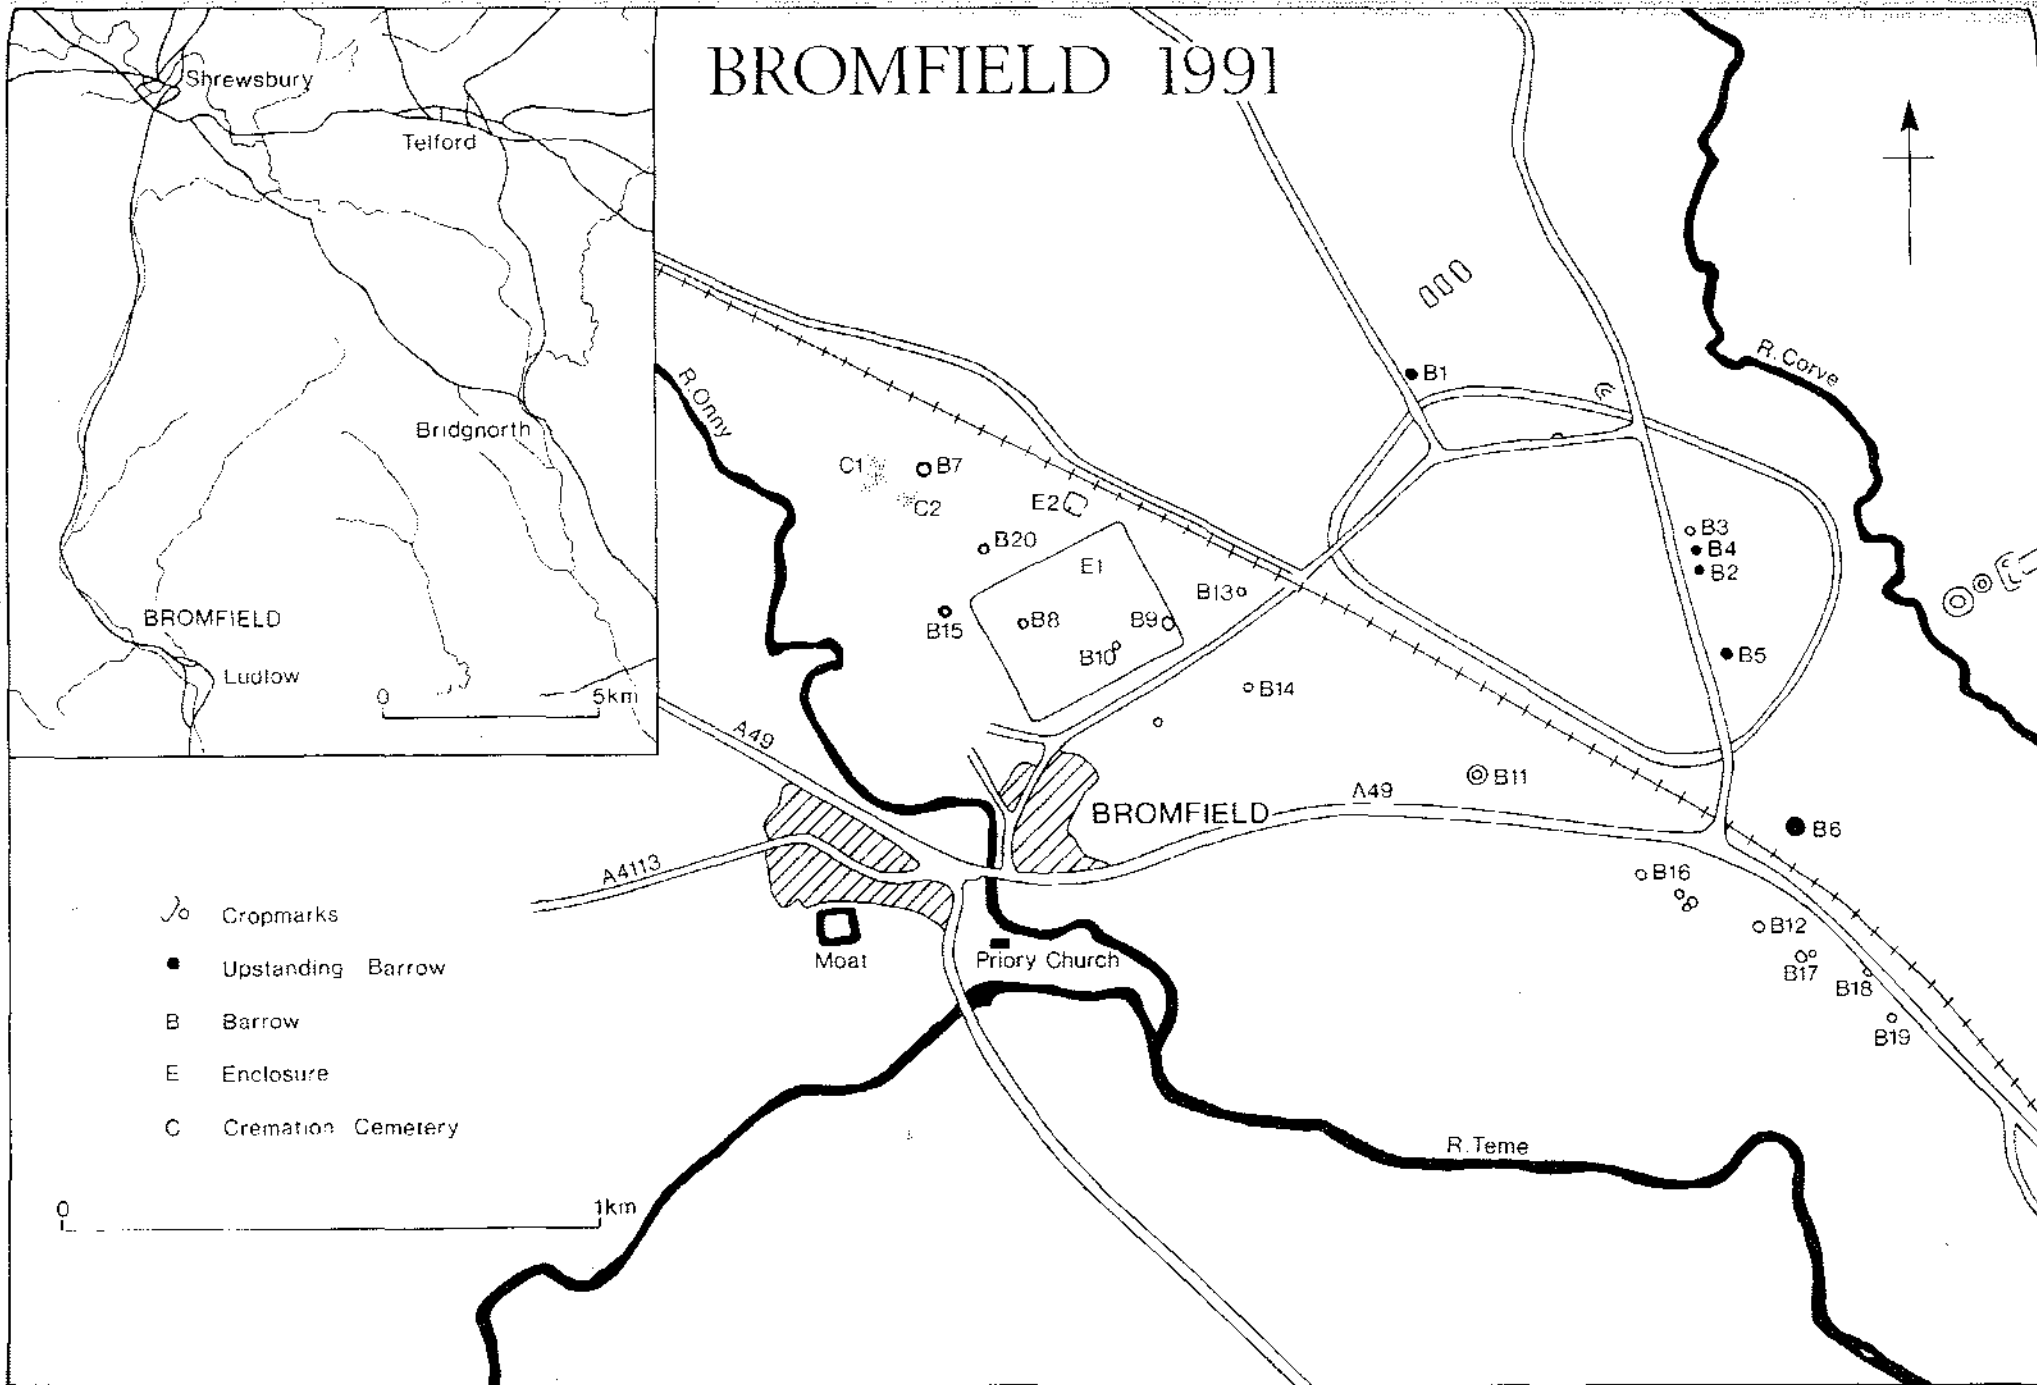 BROMFIELD 1991
Shrewsbury
Telford
Bridgnorth
BROMFIELD
Ludlow
0
5km
R. Onny
R. Corve
B1
C1
B7
C2
E2
B20
E1
B3
B4
B2
B13
B15
B8
B9
B10
B5
B14
A49
B11
A49
BROMFIELD
B6
A4113
B16
B12
Moat
Priory Church
B17
B18
B19
R. Teme
Cropmarks
Upstanding Barrow
B Barrow
E Enclosure
C Cremation Cemetery
0
1km